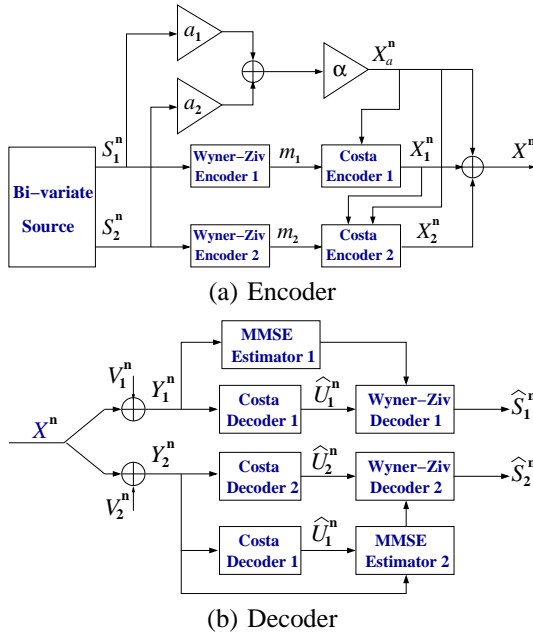 a₁
a₂
α
Xₐⁿ
S₁ⁿ
Wyner−Ziv
Encoder 1
m₁
Costa
Encoder 1
X₁ⁿ
Xⁿ
Bi−variate
Source
S₂ⁿ
Wyner−Ziv
Encoder 2
m₂
Costa
Encoder 2
X₂ⁿ
(a) Encoder
MMSE
Estimator 1
V₁ⁿ
Y₁ⁿ
Costa
Decoder 1
Û₁ⁿ
Wyner−Ziv
Decoder 1
Ŝ₁ⁿ
Xⁿ
Y₂ⁿ
Costa
Decoder 2
Û₂ⁿ
Wyner−Ziv
Decoder 2
Ŝ₂ⁿ
V₂ⁿ
Costa
Decoder 1
Û₁ⁿ
MMSE
Estimator 2
(b) Decoder